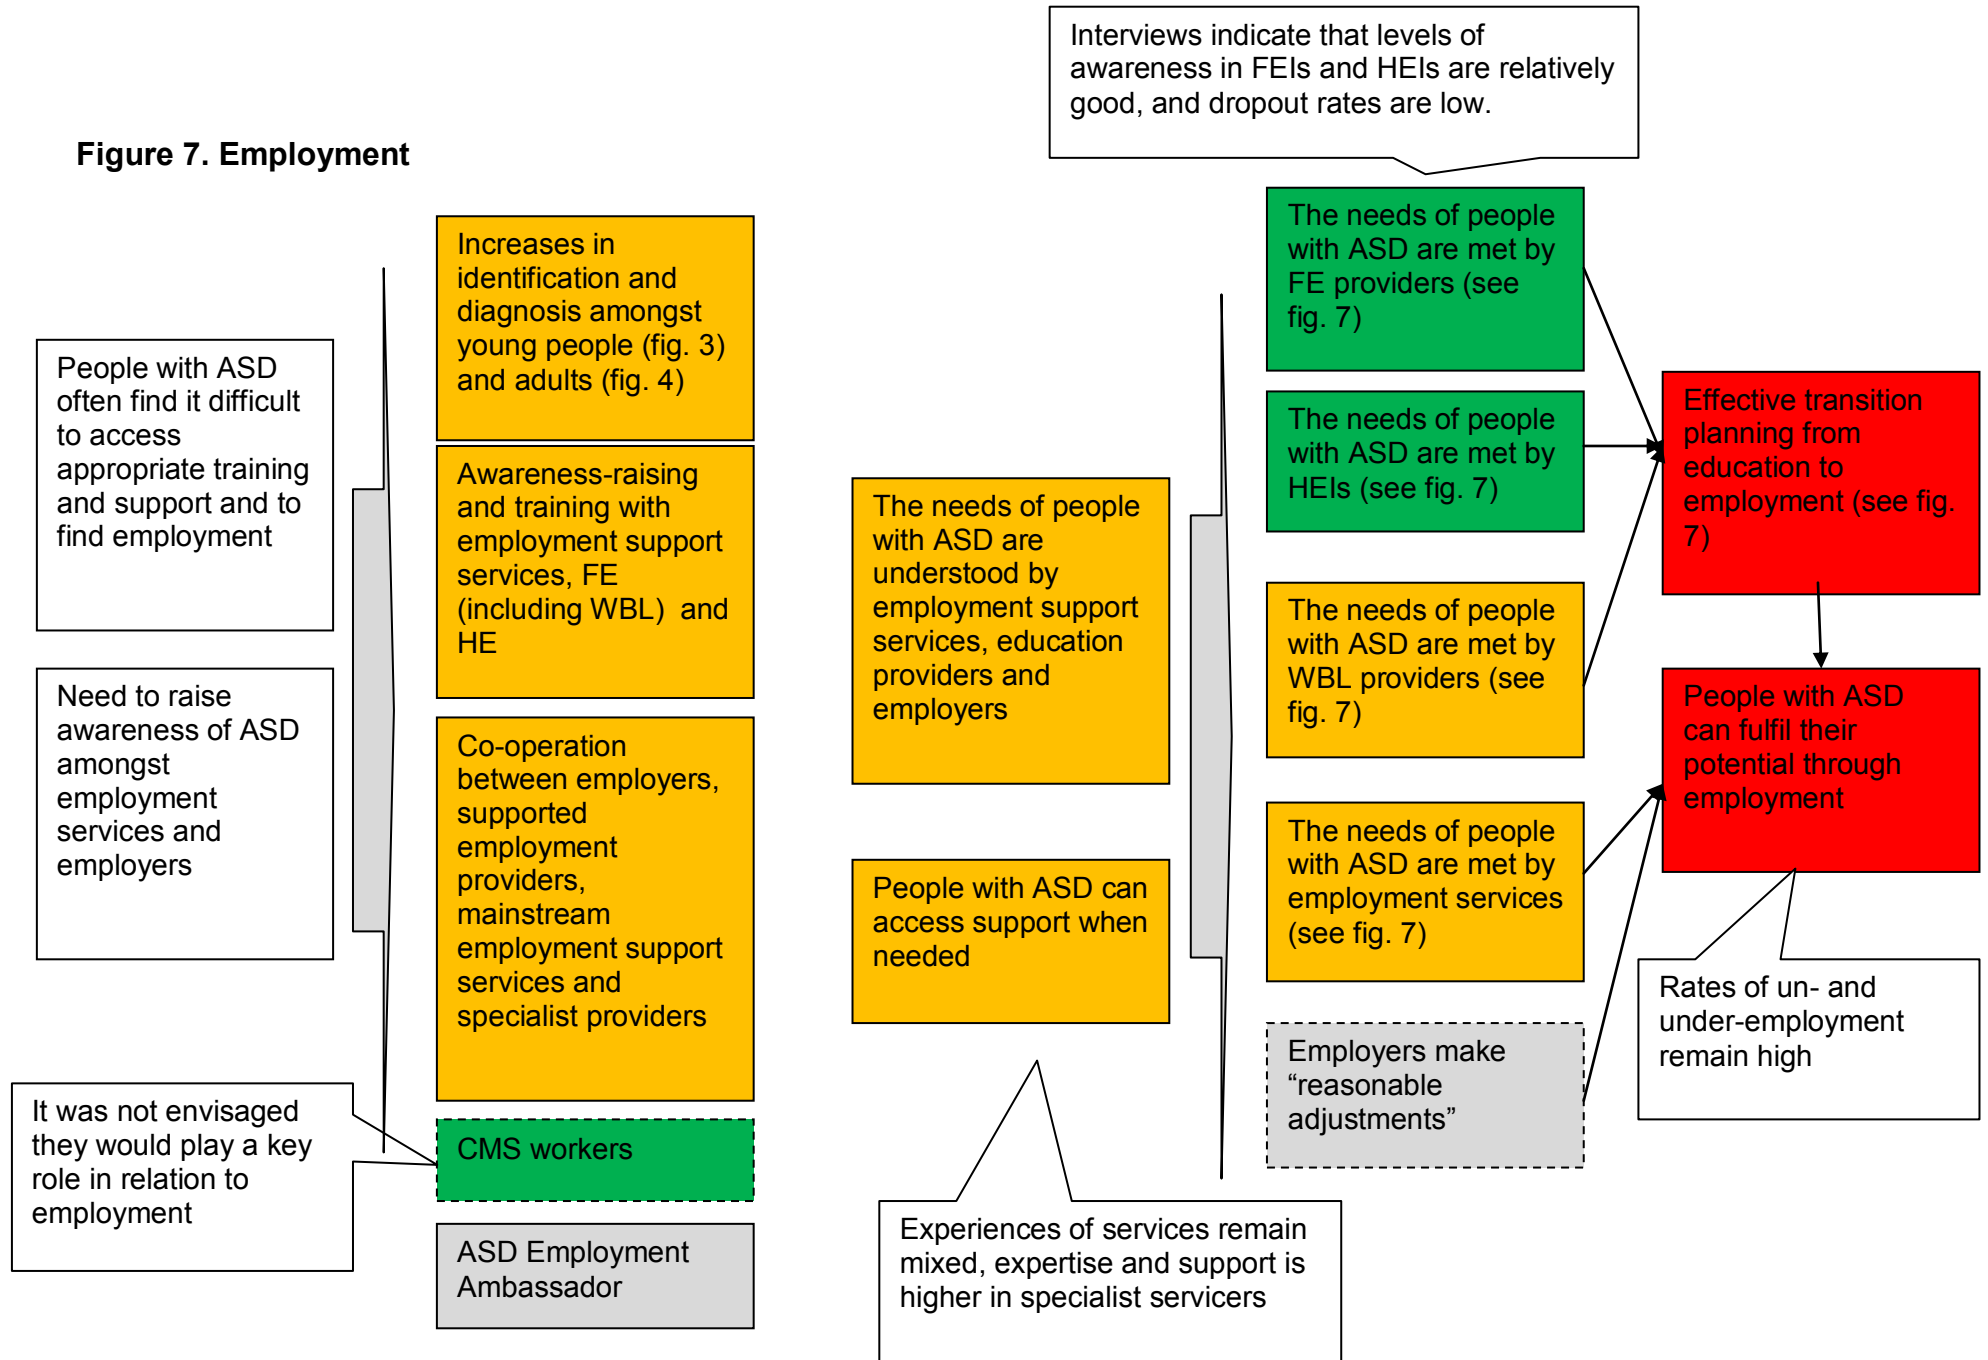 Figure 7. Employment
People with ASD
often find it difficult
to access
appropriate training
and support and to
find employment
Need to raise
awareness of ASD
amongst
employment
services and
employers
It was not envisaged
they would play a key
role in relation to
employment
Increases in
identification and
diagnosis amongst
young people (fig. 3)
and adults (fig. 4)
Awareness-raising
and training with
employment support
services, FE
(including WBL) and
HE
Co-operation
between employers,
supported
employment
providers,
mainstream
employment support
services and
specialist providers
CMS workers
ASD Employment
Ambassador
The needs of people
with ASD are
understood by
employment support
services, education
providers and
employers
People with ASD can
access support when
needed
Experiences of services remain
mixed, expertise and support is
higher in specialist servicers
Interviews indicate that levels of
awareness in FEIs and HEIs are relatively
good, and dropout rates are low.
The needs of people
with ASD are met by
FE providers (see
fig. 7)
The needs of people
with ASD are met by
HEIs (see fig. 7)
The needs of people
with ASD are met by
WBL providers (see
fig. 7)
The needs of people
with ASD are met by
employment services
(see fig. 7)
Employers make
“reasonable
adjustments”
Effective transition
planning from
education to
employment (see fig.
7)
People with ASD
can fulfil their
potential through
employment
Rates of un- and
under-employment
remain high